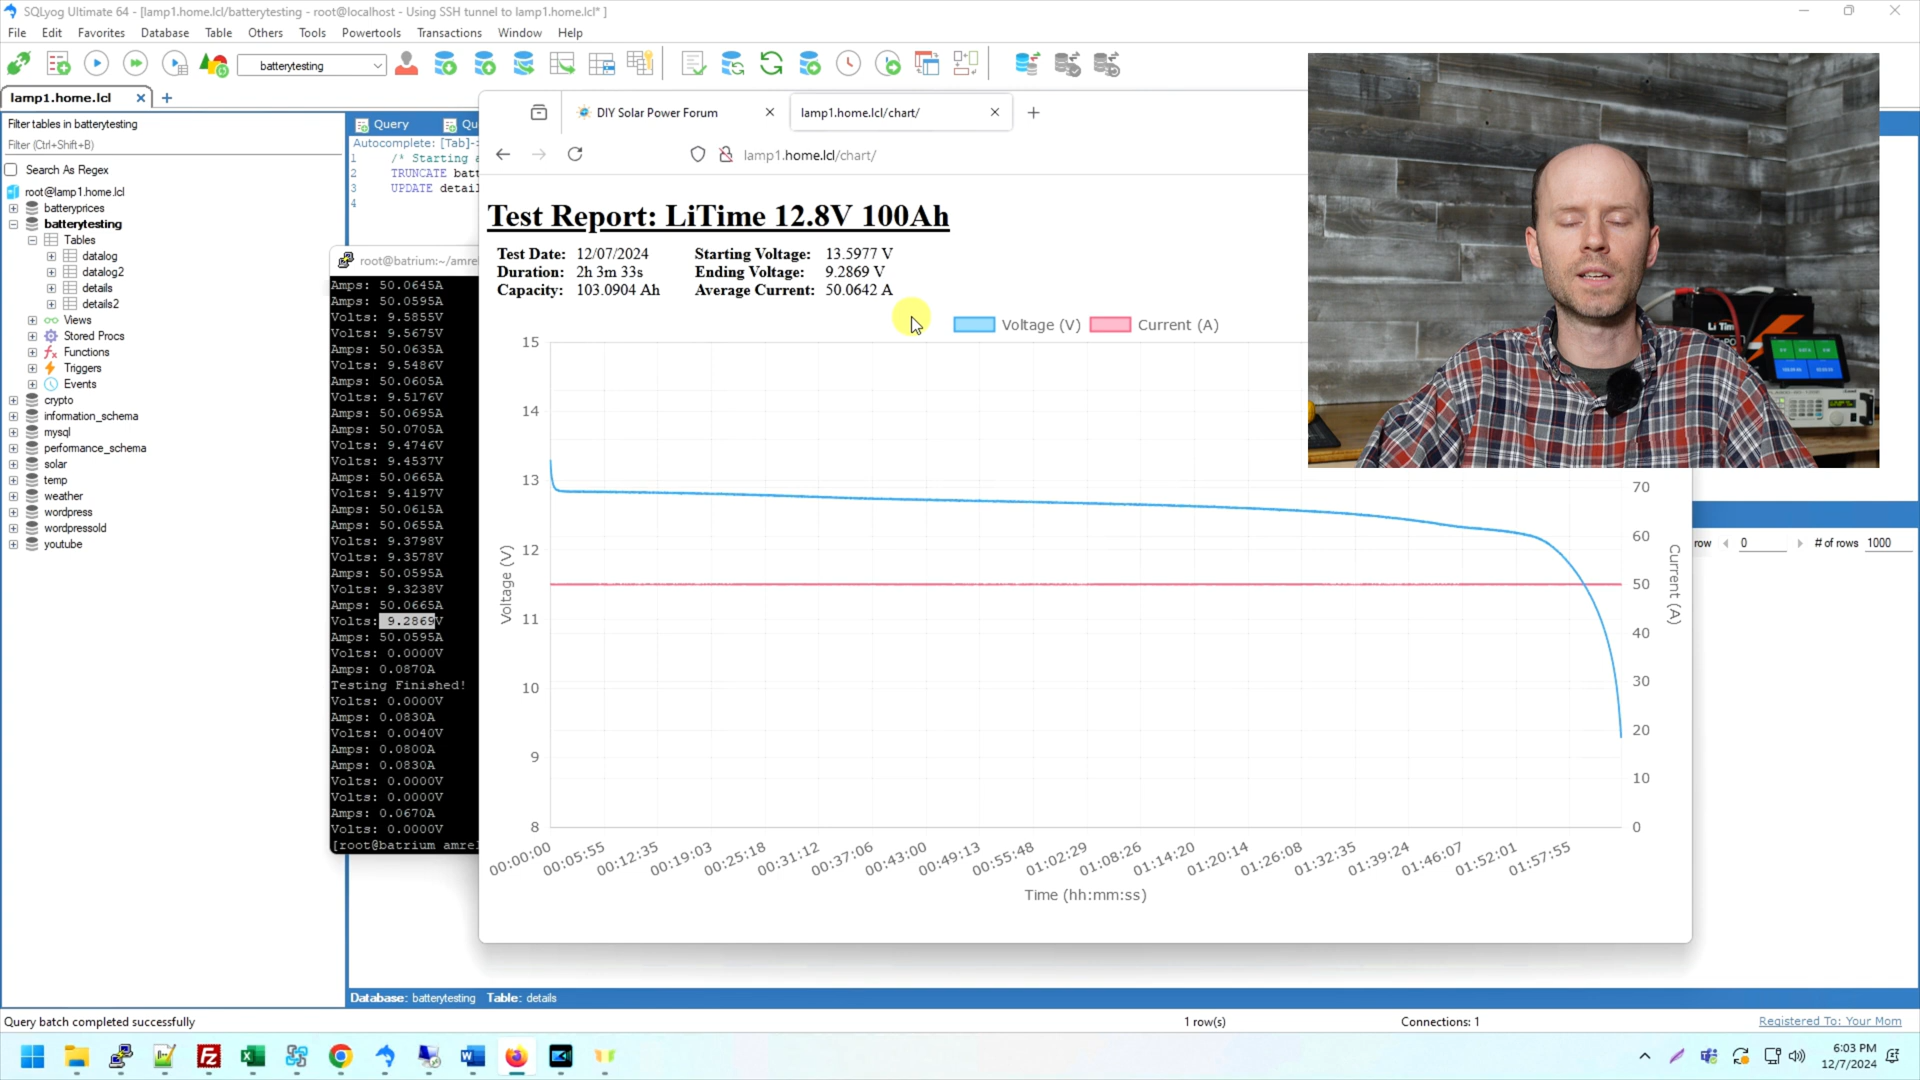 SQLyog Ultimate 64 - [lamp1.home.lcl/batterytesting - root@localhost - Using SSH tunnel to lamp1.home.lcl* ]
File Edit Favorites Database Table Others Tools Powertools Transactions Window Help
batterytesting
lamp1.home.lcl
Filter tables in batterytesting
Filter (Ctrl+Shift+B)
Search As Regex
root@lamp1.home.lcl
batteryprices
batterytesting
Tables
datalog
datalog2
details
details2
Views
Stored Procs
Functions
Triggers
Events
crypto
information_schema
mysql
performance_schema
solar
temp
weather
wordpress
wordpressold
youtube
Query
Qu
Autocomplete: [Tab]-
1 /* Starting
2 TRUNCATE bat
3 UPDATE detai
4
root@batrium:~/amre
Amps: 50.0645A
Amps: 50.0595A
Volts: 9.5855V
Volts: 9.5675V
Amps: 50.0635A
Volts: 9.5486V
Amps: 50.0605A
Volts: 9.5176V
Amps: 50.0695A
Amps: 50.0705A
Volts: 9.4746V
Volts: 9.4537V
Amps: 50.0665A
Volts: 9.4197V
Amps: 50.0615A
Amps: 50.0655A
Volts: 9.3798V
Volts: 9.3578V
Amps: 50.0595A
Volts: 9.3238V
Amps: 50.0665A
Volts: 9.2869V
Amps: 50.0595A
Volts: 0.0000V
Amps: 0.0870A
Testing Finished!
Volts: 0.0000V
Amps: 0.0830A
Volts: 0.0040V
Amps: 0.0800A
Amps: 0.0830A
Volts: 0.0000V
Volts: 0.0000V
Amps: 0.0670A
Volts: 0.0000V
[root@batrium amrel
DIY Solar Power Forum
lamp1.home.lcl/chart/
lamp1.home.lcl/chart/
Test Report: LiTime 12.8V 100Ah
Test Date: 12/07/2024 Starting Voltage: 13.5977 V
Duration: 2h 3m 33s Ending Voltage: 9.2869 V
Capacity: 103.0904 Ah Average Current: 50.0642 A
Voltage (V) Current (A)
15
14
13
12
11
10
9
8
Voltage (V)
70
60
50
40
30
20
10
0
Current (A)
00:00:00 00:05:55 00:12:35 00:19:03 00:25:18 00:31:12 00:37:06 00:43:00 00:49:13 00:55:48 01:02:29 01:08:26 01:14:20 01:20:14 01:26:08 01:32:35 01:39:24 01:46:07 01:52:01 01:57:55
Time (hh:mm:ss)
Li Tim
row 0 # of rows 1000
Database: batterytesting Table: details
Query batch completed successfully
1 row(s)
Connections: 1
Registered To: Your Mom
6:03 PM
12/7/2024